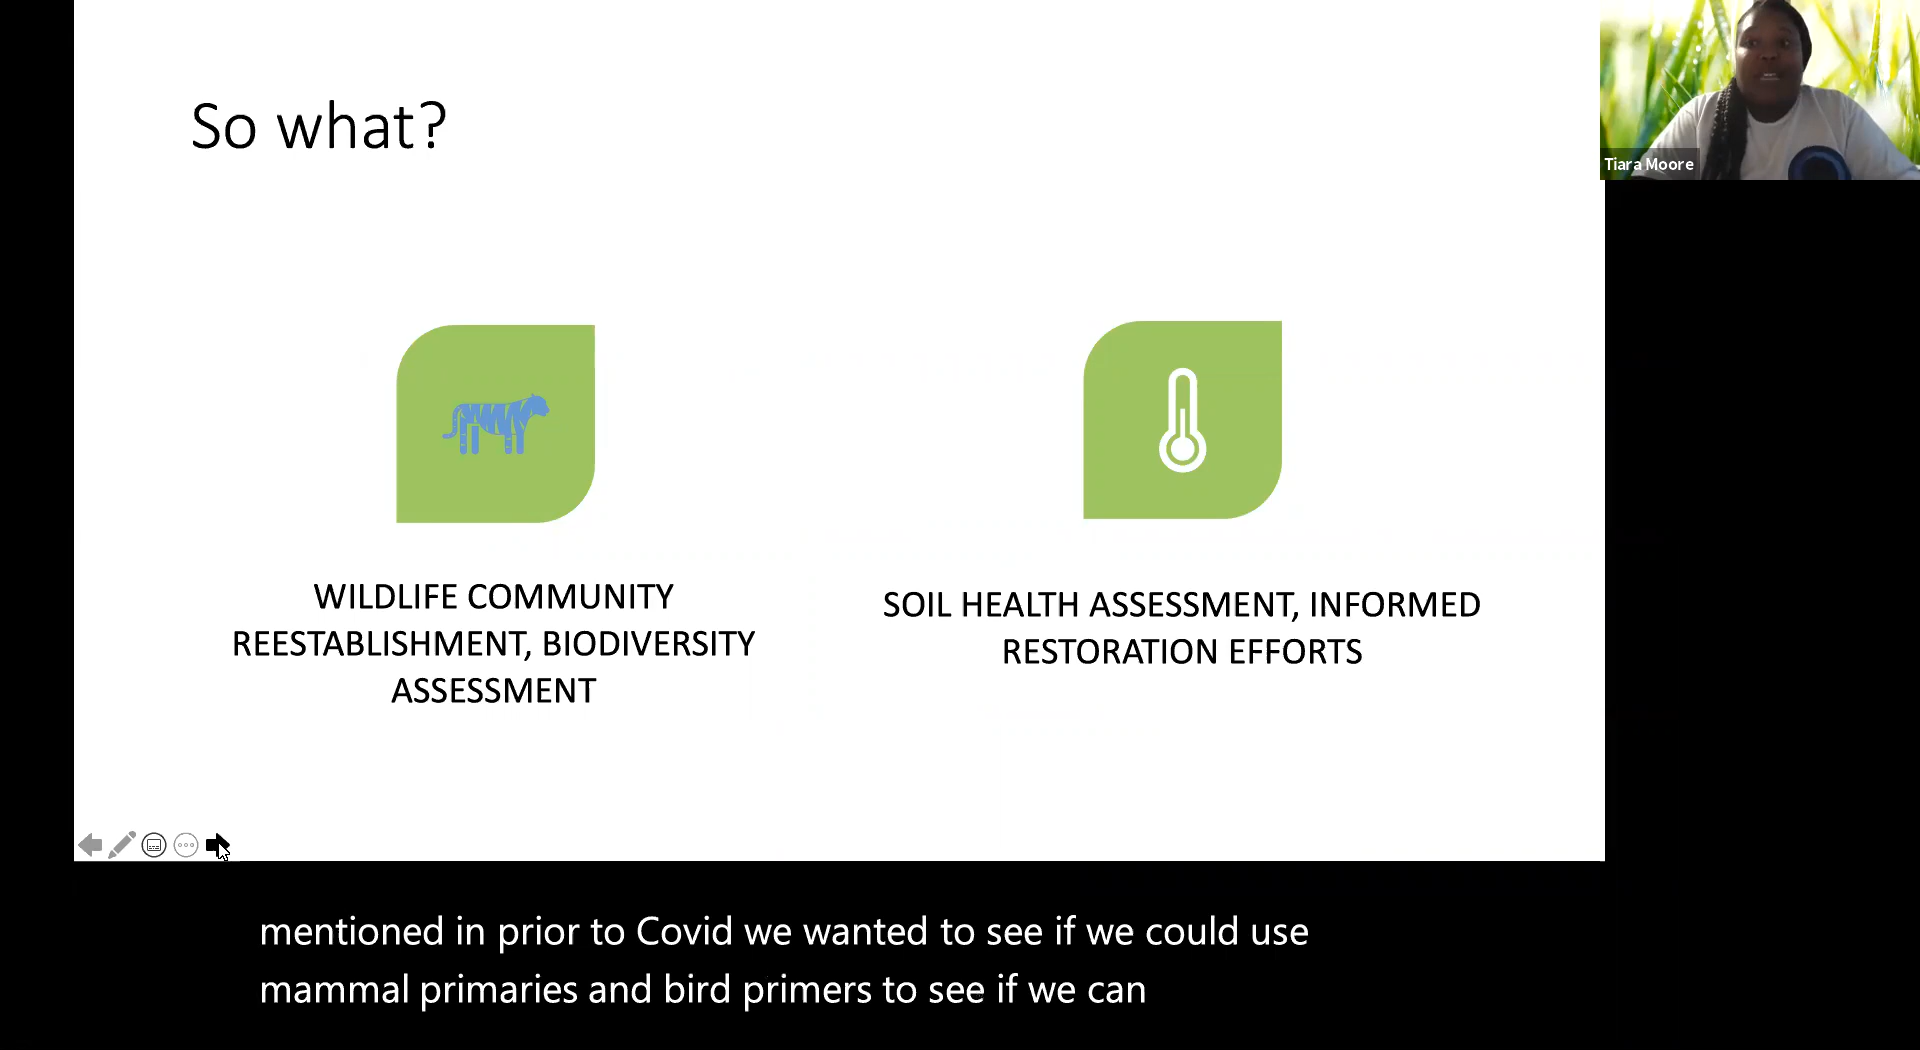 So what?
Tiara Moore
WILDLIFE COMMUNITY
REESTABLISHMENT, BIODIVERSITY
ASSESSMENT
SOIL HEALTH ASSESSMENT, INFORMED
RESTORATION EFFORTS
mentioned in prior to Covid we wanted to see if we could use
mammal primaries and bird primers to see if we can